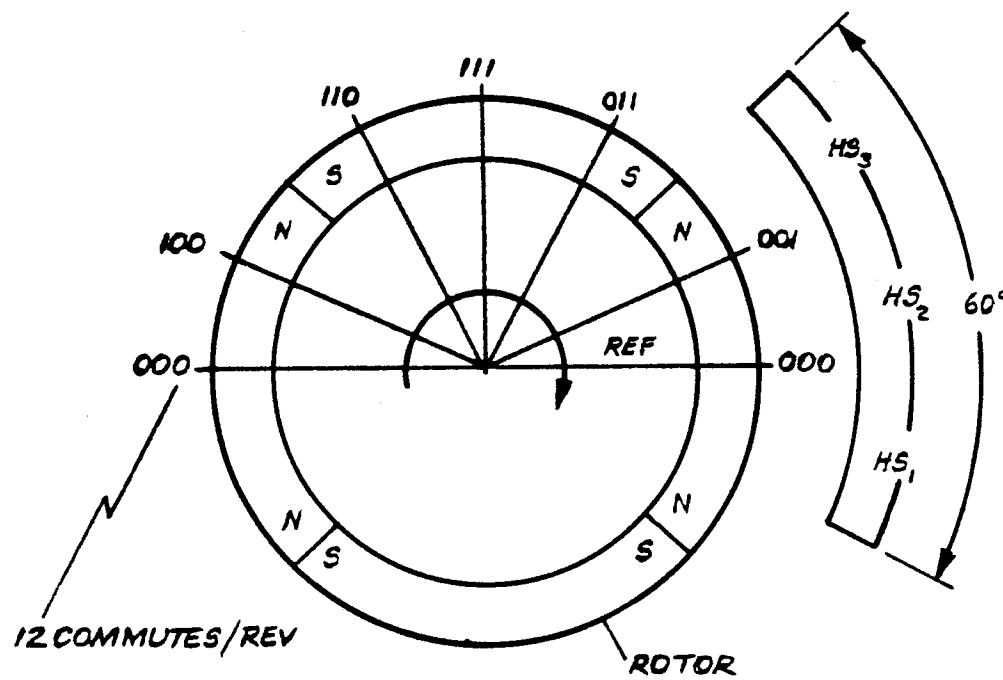 111
110
011
S
S
HS3
N
N
100
001
HS2
60°
000
REF
000
HS1
N
N
S
S
12 COMMUTES/REV
ROTOR